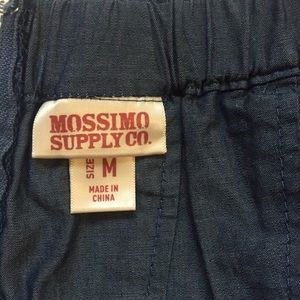 MOSSIMO
SUPPLY CO.
SIZE M
MADE IN
CHINA